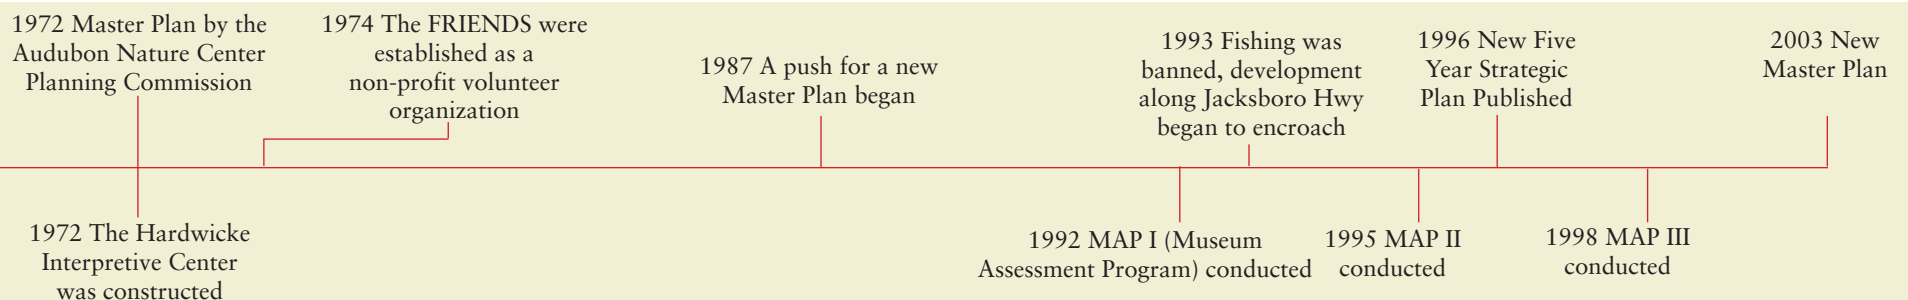 1972 Master Plan by the
Audubon Nature Center
Planning Commission
1974 The FRIENDS were
established as a
non-profit volunteer
organization
1987 A push for a new
Master Plan began
1993 Fishing was
banned, development
along Jacksboro Hwy
began to encroach
1996 New Five
Year Strategic
Plan Published
2003 New
Master Plan
1972 The Hardwicke
Interpretive Center
was constructed
1992 MAP I (Museum
Assessment Program) conducted
1995 MAP II
conducted
1998 MAP III
conducted